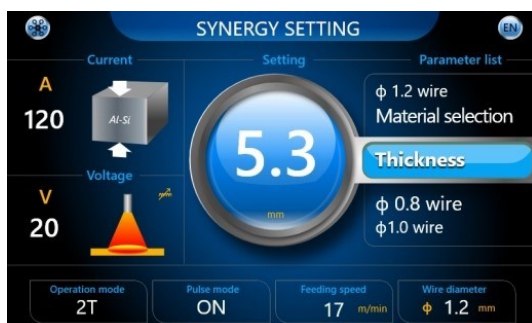 SYNERGY SETTING
EN
Current
A
120
Al-Si
Voltage
V
20
Setting
5.3
mm
Parameter list
ϕ 1.2 wire
Material selection
Thickness
ϕ 0.8 wire
ϕ1.0 wire
Operation mode
2T
Pulse mode
ON
Feeding speed
17 m/min
Wire diameter
ϕ 1.2 mm